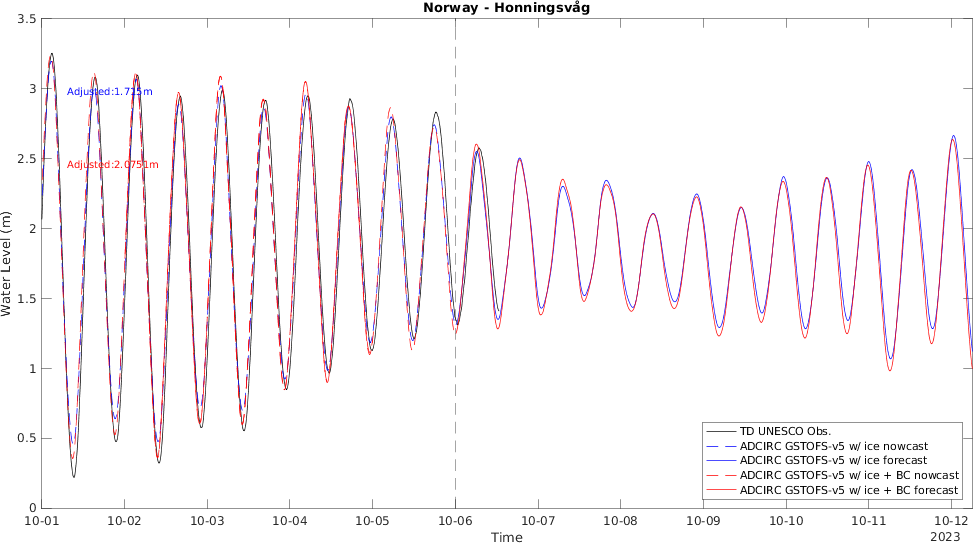 Norway - Honningsvåg
3.5
3
2.5
2
1.5
1
0.5
0
Water Level (m)
Adjusted:1.725m
Adjusted:2.0751m
TD UNESCO Obs.
ADCIRC GSTOFS-v5 w/ ice nowcast
ADCIRC GSTOFS-v5 w/ ice forecast
ADCIRC GSTOFS-v5 w/ ice + BC nowcast
ADCIRC GSTOFS-v5 w/ ice + BC forecast
10-01 10-02 10-03 10-04 10-05 10-06 10-07 10-08 10-09 10-10 10-11 10-12
Time
2023